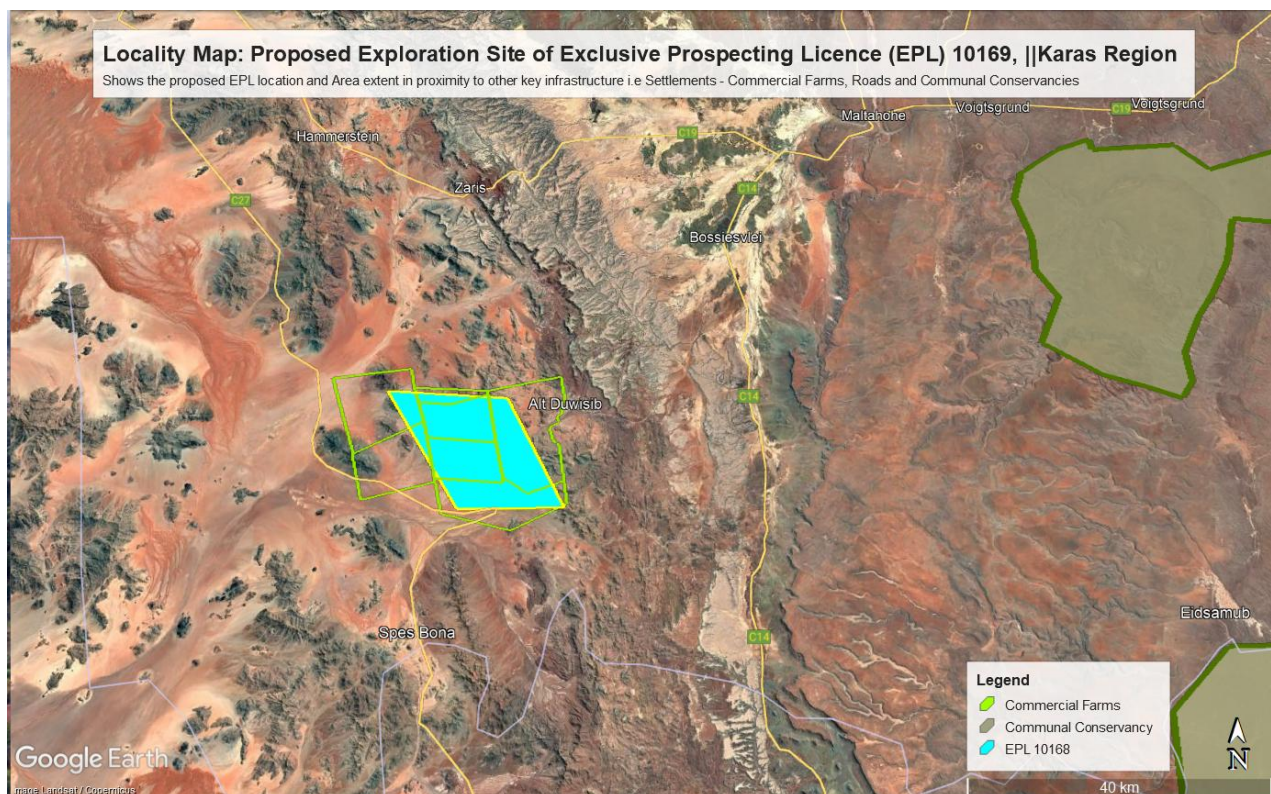 Locality Map: Proposed Exploration Site of Exclusive Prospecting Licence (EPL) 10169, ||Karas Region
Shows the proposed EPL location and Area extent in proximity to other key infrastructure i.e Settlements - Commercial Farms, Roads and Communal Conservancies
Voigtsgrund
Voigtsgrund
C19
Maltahohe
Hammerstein
C19
Zaris
C14
C27
Bossiesvlei
C14
Alt Duwisib
Eidsamub
Spes Bona
C14
Legend
Commercial Farms
Communal Conservancy
EPL 10168
Google Earth
N
Image Landsat / Copernicus
40 km